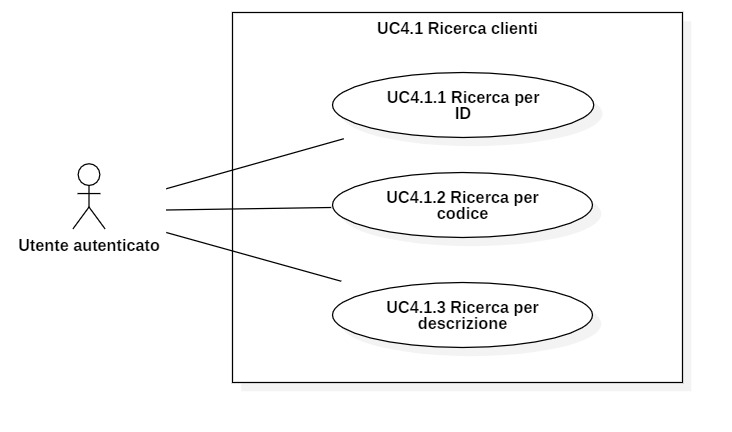 UC4.1 Ricerca clienti
UC4.1.1 Ricerca per
ID
UC4.1.2 Ricerca per
codice
Utente autenticato
UC4.1.3 Ricerca per
descrizione